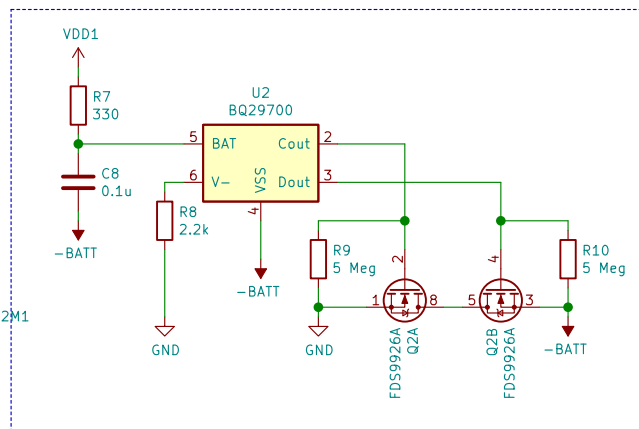 VDD1
R7
330
U2
BQ29700
5
BAT
Cout
2
C8
0.1u
6
V-
VSS
Dout
3
4
R8
2.2k
-BATT
-BATT
R9
5 Meg
2
4
R10
5 Meg
1
8
5
3
2M1
GND
GND
FDS9926A
Q2A
Q2B
FDS9926A
-BATT